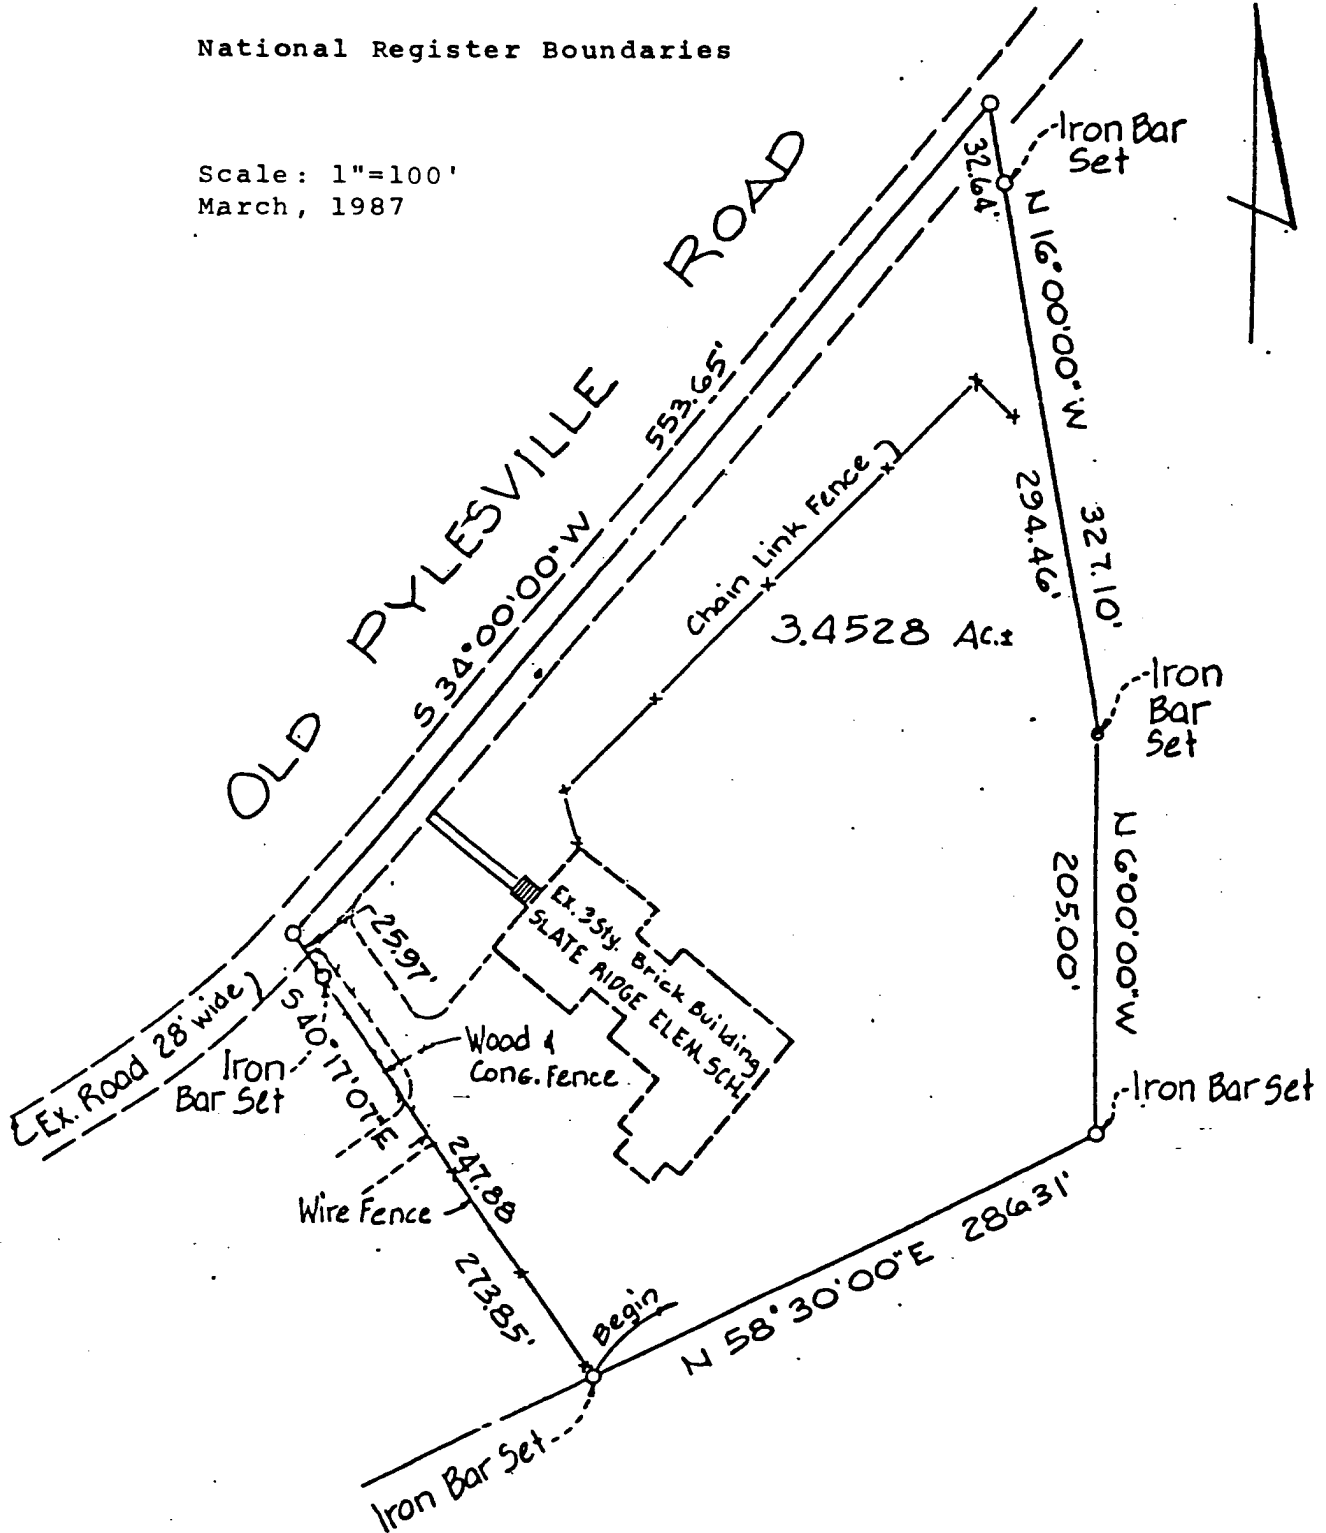 National Register Boundaries
Scale: 1"=100'
March, 1987
OLD PYLESVILLE ROAD
Iron Bar
Set
32.64'
N 16°00'00"W
553.65'
S 34°00'00"W
327.10'
294.46'
Chain Link Fence
3.4528 Ac.±
Iron
Bar
Set
N 6°00'00"W
205.00'
Ex. 3 Sty. Brick Building
SLATE RIDGE ELEM. SCH.
25.97'
Ex. Road 28' wide
S 40°17'07"E
Iron
Bar Set
Wood &
Conc. Fence
Iron Bar Set
Wire Fence
247.88
273.85'
Begin
N 58°30'00"E 286.31'
Iron Bar Set